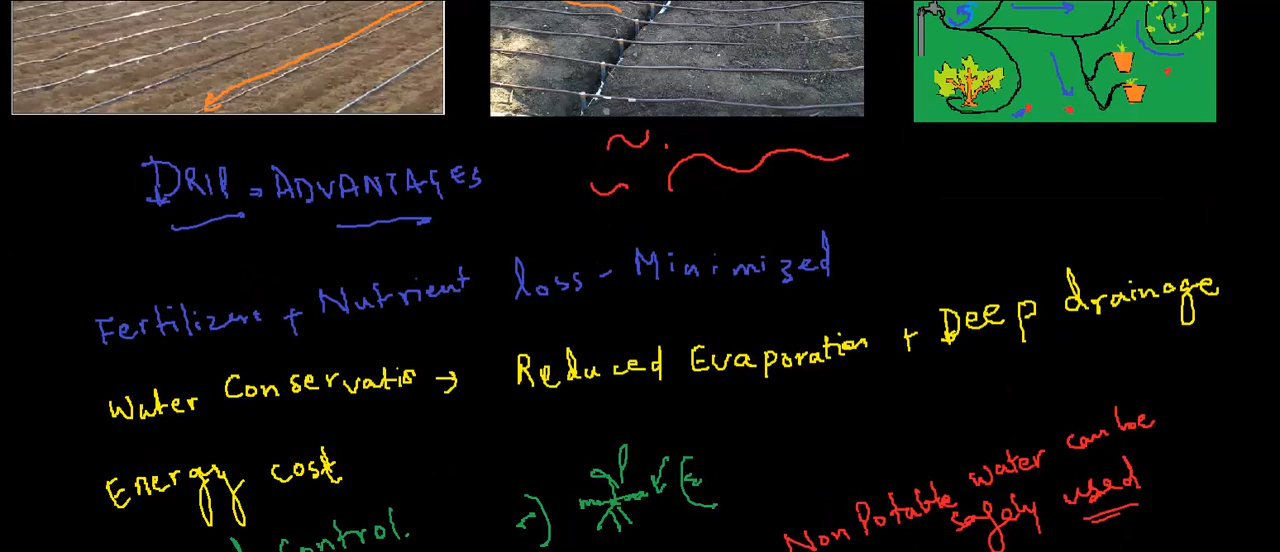 DRIP = ADVANTAGES
Fertilizers + Nutrient loss - Minimized
Water Conservatio → Reduced Evaporation + Deep drainage
Energy cost
Non Potable water can be
safely used
Control.